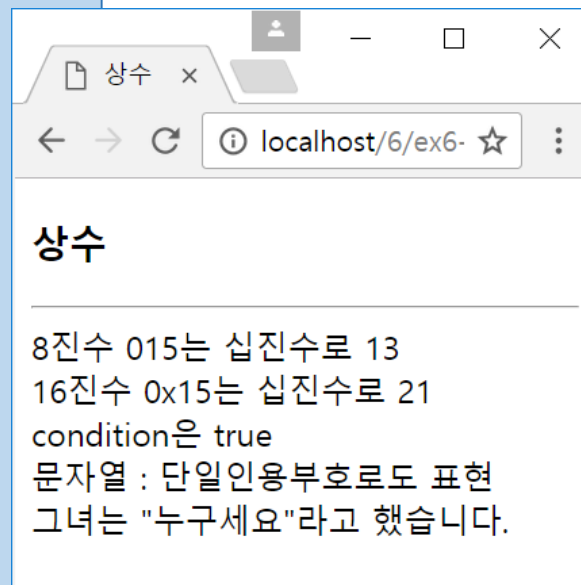 상수
localhost/6/ex6-
상수
8진수 015는 십진수로 13
16진수 0x15는 십진수로 21
condition은 true
문자열 : 단일인용부호로도 표현
그녀는 "누구세요"라고 했습니다.